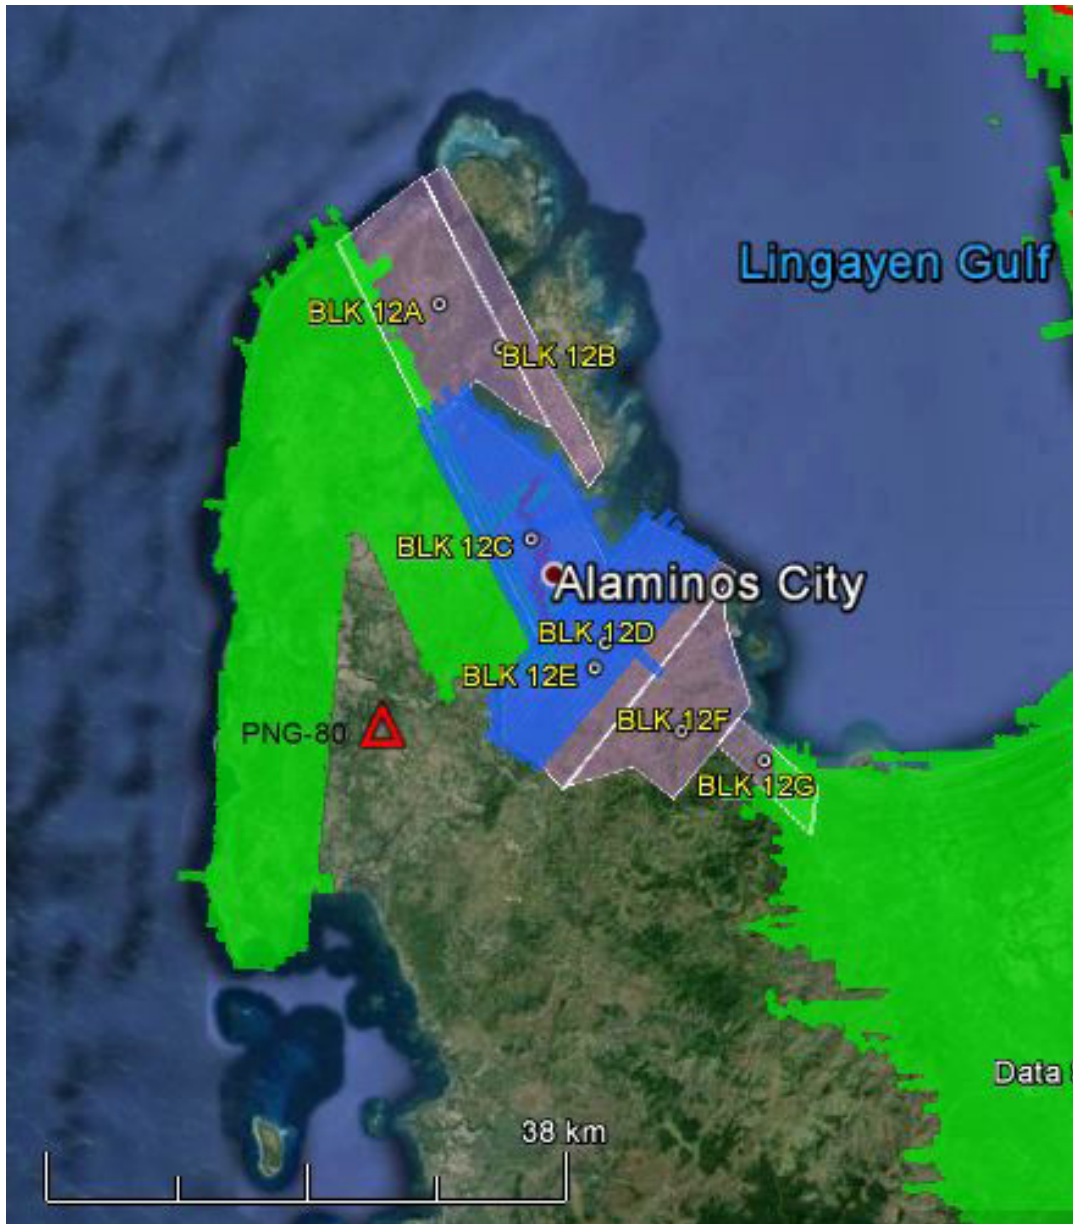 Lingayen Gulf
BLK 12A
BLK 12B
BLK 12C
Alaminos City
BLK 12D
BLK 12E
BLK 12F
PNG-80
BLK 12G
Data
38 km